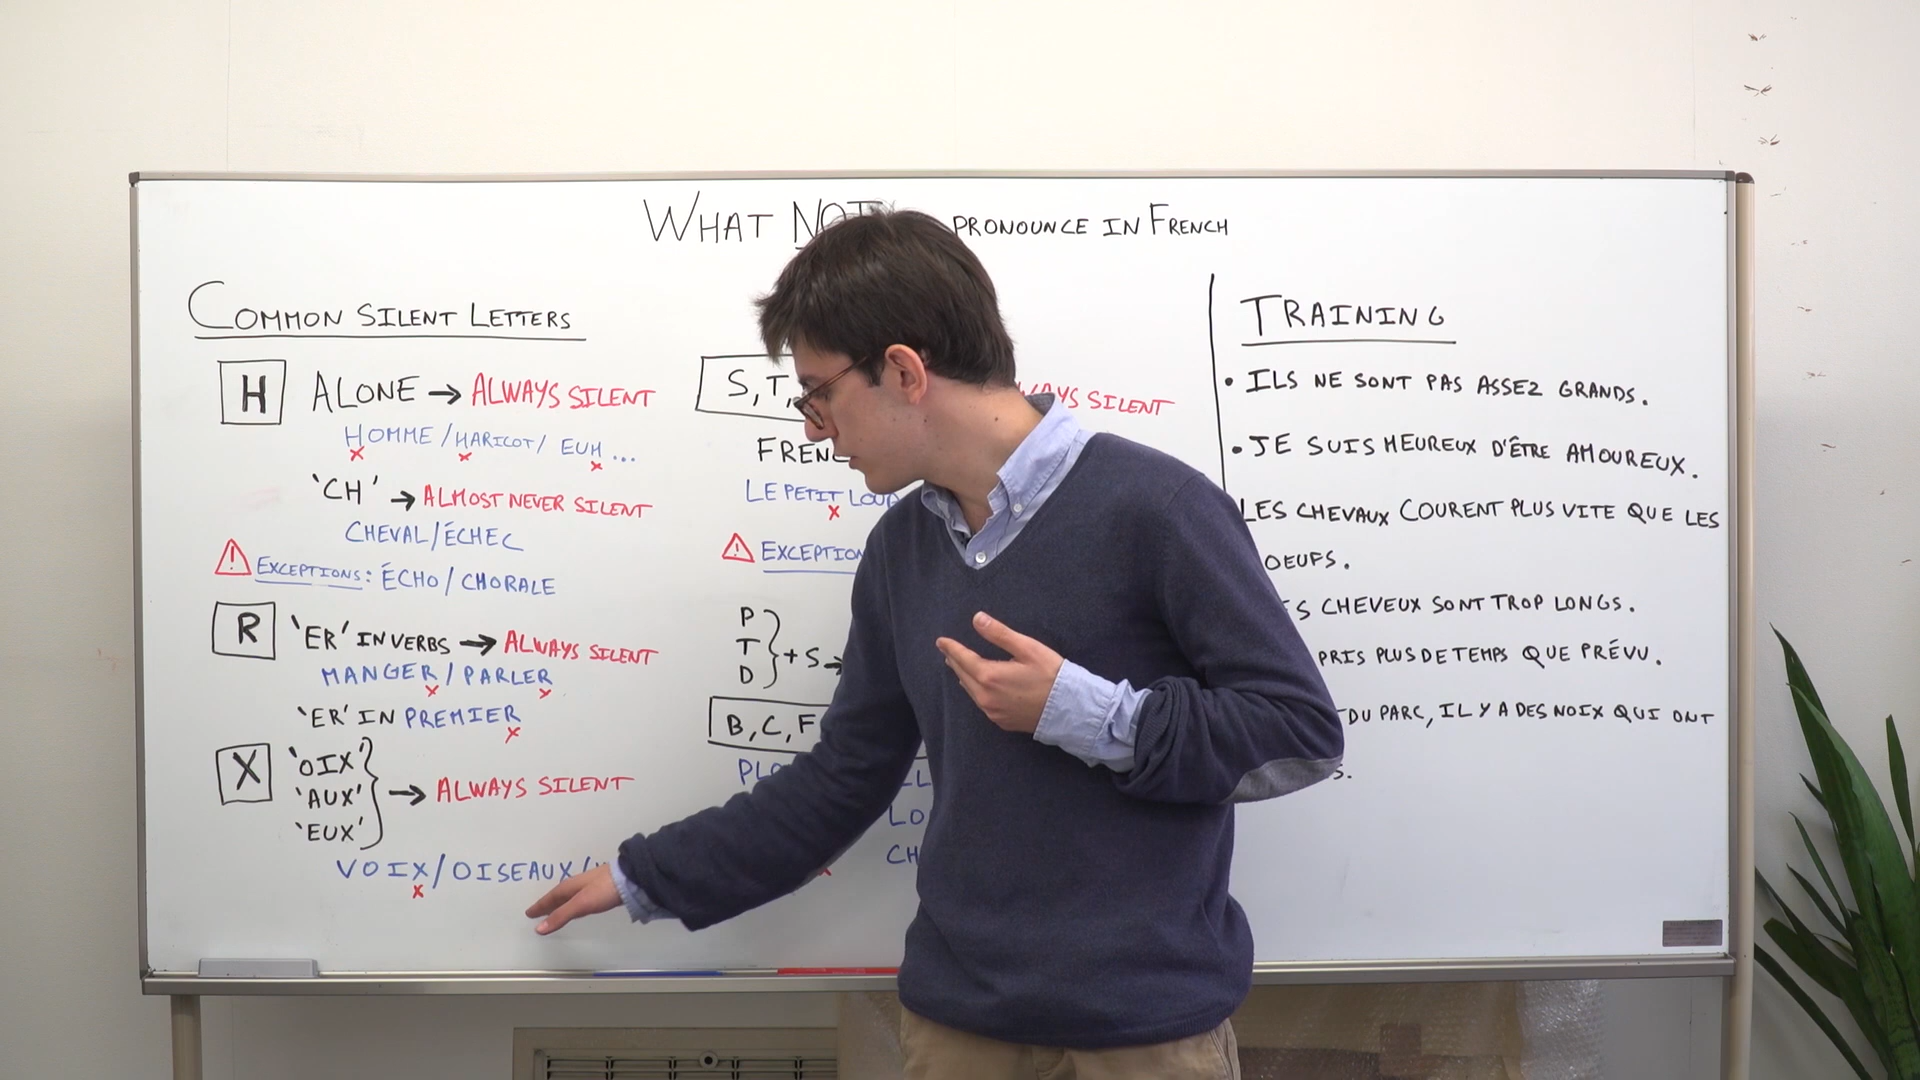 WHAT NOT PRONOUNCE IN FRENCH
COMMON SILENT LETTERS
H ALONE → ALWAYS SILENT
HOMME / HARICOT / EUH ...
x x x
'CH' → ALMOST NEVER SILENT
CHEVAL/ÉCHEC
! EXCEPTIONS: ÉCHO/CHORALE
R 'ER' IN VERBS → ALWAYS SILENT
MANGER / PARLER
x x
'ER' IN PREMIER
x
X 'OIX'
'AUX' → ALWAYS SILENT
'EUX'
VOIX/OISEAUX/
x
S, T, ALWAYS SILENT
LE PETIT
x
! 
P
T + S →
D
B, C, F
x
TRAINING
• ILS NE SONT PAS ASSEZ GRANDS.
• JE SUIS HEUREUX D'ÊTRE AMOUREUX.
LES CHEVAUX COURENT PLUS VITE QUE LES
OEUFS.
CHEVEUX SONT TROP LONGS.
PRIS PLUS DE TEMPS QUE PRÉVU.
DU PARC, IL Y A DES NOIX QUI ONT